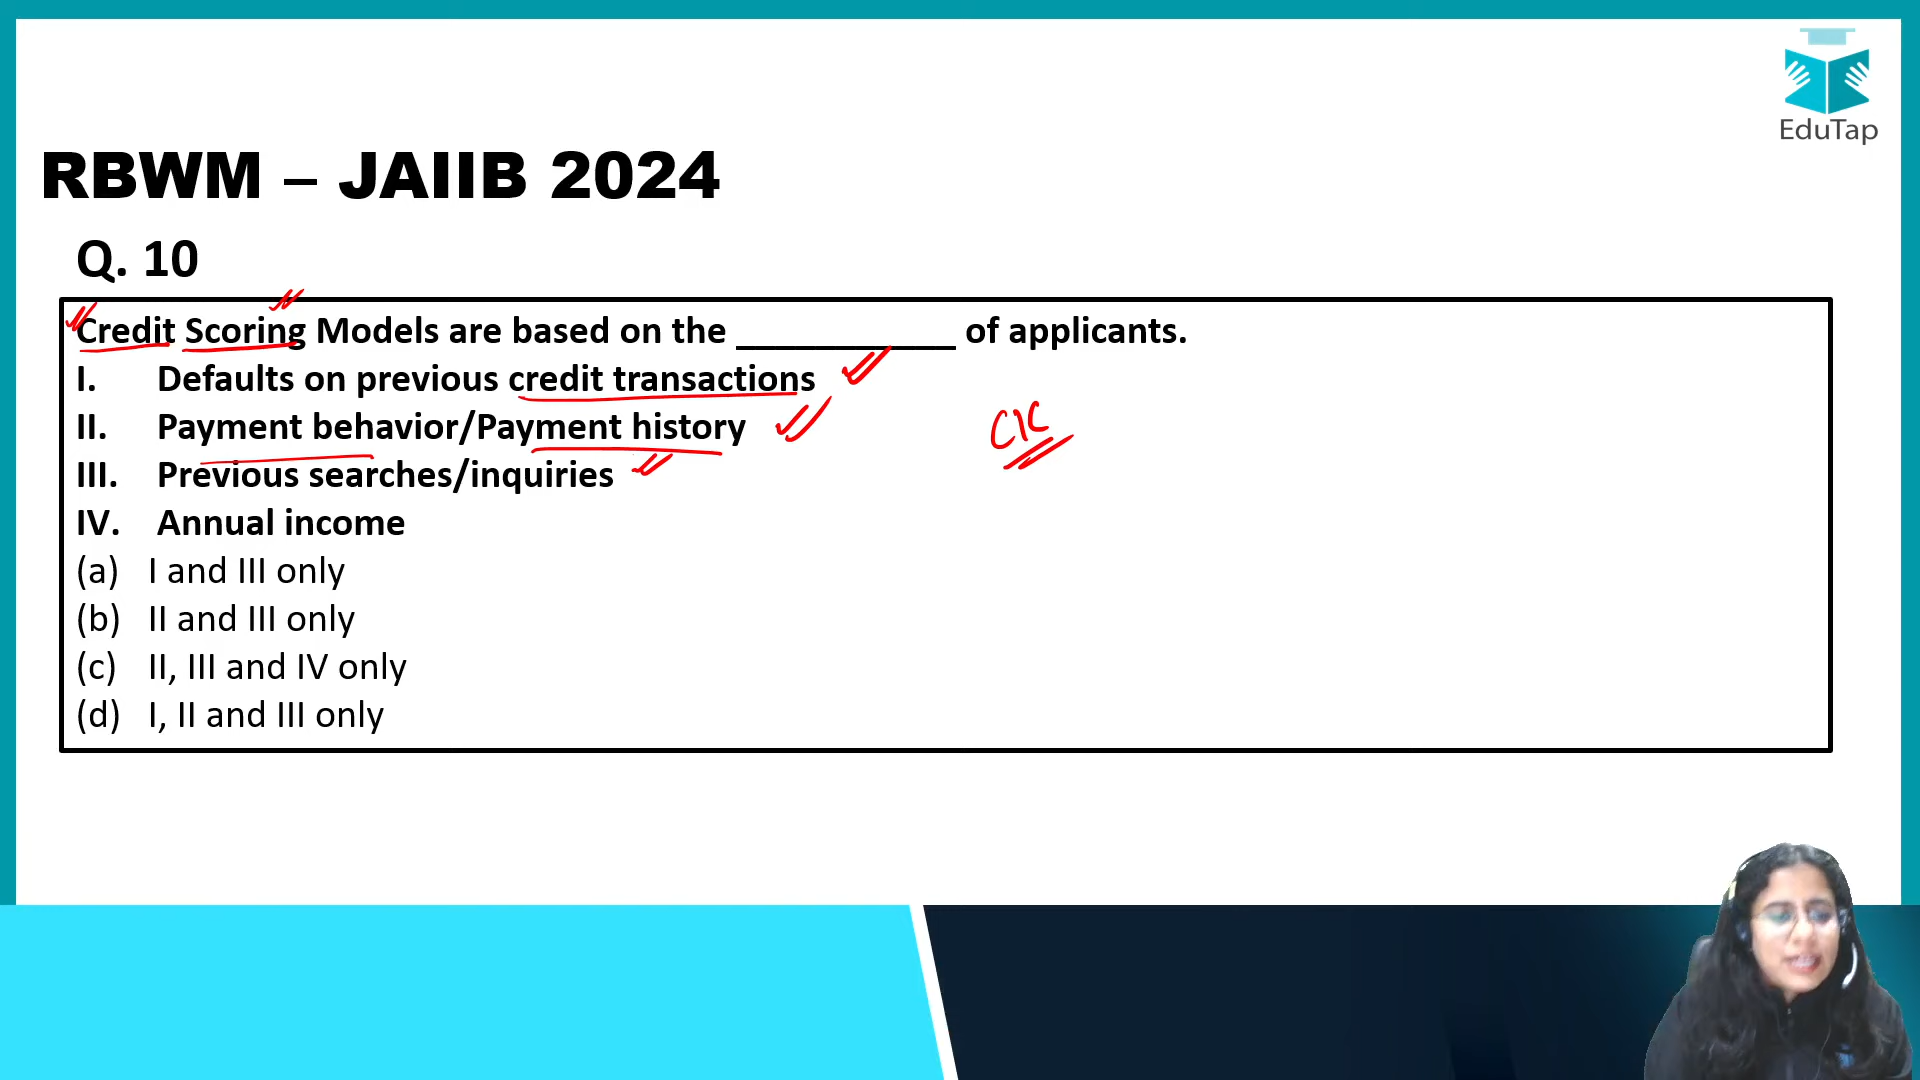 EduTap
RBWM – JAIIB 2024
Q. 10
Credit Scoring Models are based on the ___________ of applicants.
I. Defaults on previous credit transactions
II. Payment behavior/Payment history
III. Previous searches/inquiries
IV. Annual income
(a) I and III only
(b) II and III only
(c) II, III and IV only
(d) I, II and III only
CIC